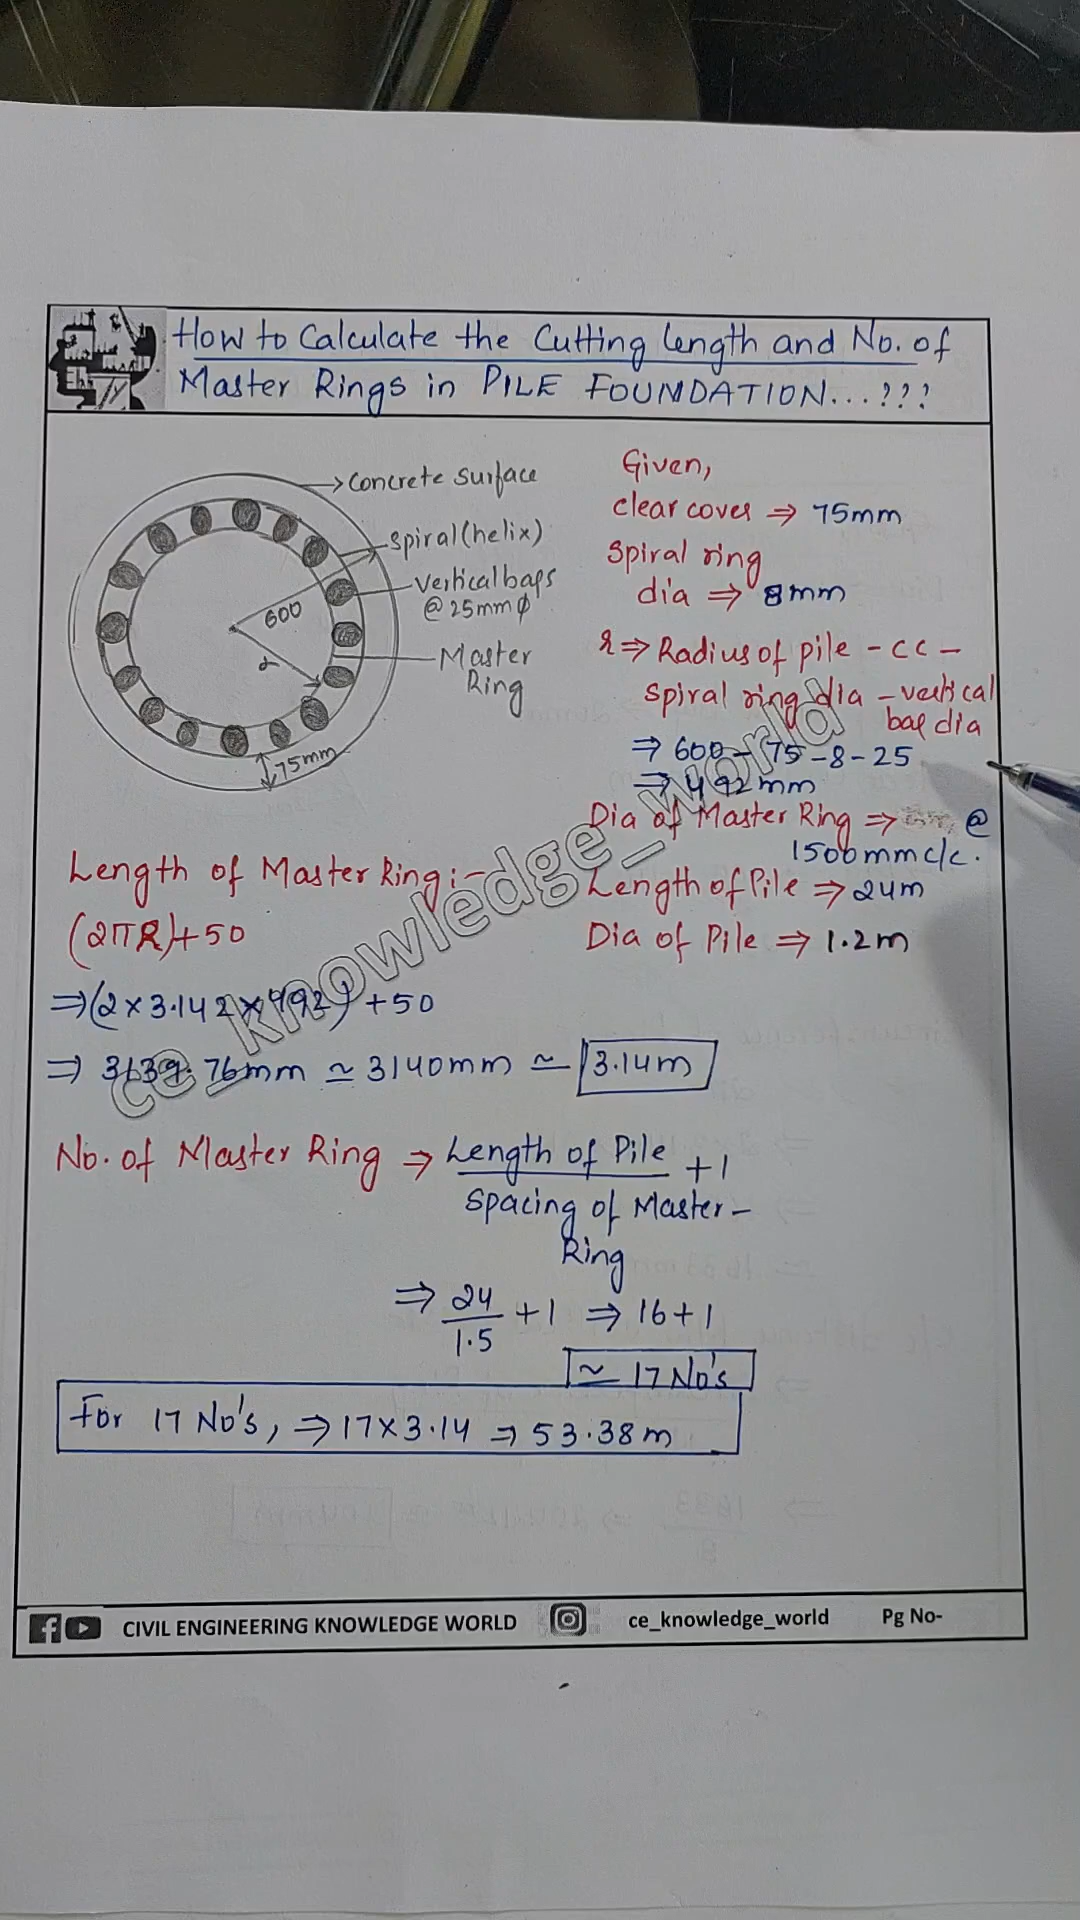 How to Calculate the Cutting length and No. of
Master Rings in PILE FOUNDATION...???
Concrete Surface
Spiral(helix)
Vertical bars
@ 25mm ϕ
Master
Ring
600
r
75mm
Given,
clear cover ⇒ 75mm
Spiral ring
dia ⇒ 8mm
r ⇒ Radius of pile - CC -
Spiral ring dia - vertical
bar dia
⇒ 600 - 75 - 8 - 25
⇒ 492mm
Dia of Master Ring ⇒ @
1500mm c/c.
Length of Pile ⇒ 24m
Dia of Pile ⇒ 1.2m
Length of Master Ring :-
(2πR)+50
⇒ (2 × 3.142 × 492) + 50
⇒ 3139.76mm ≃ 3140mm ≃ 3.14m
No. of Master Ring ⇒ Length of Pile + 1
Spacing of Master-
Ring
⇒ 24/1.5 + 1 ⇒ 16+1
≃ 17 No's
For 17 No's, ⇒ 17 × 3.14 ⇒ 53.38m
ce_knowledge_world
CIVIL ENGINEERING KNOWLEDGE WORLD ce_knowledge_world Pg No-